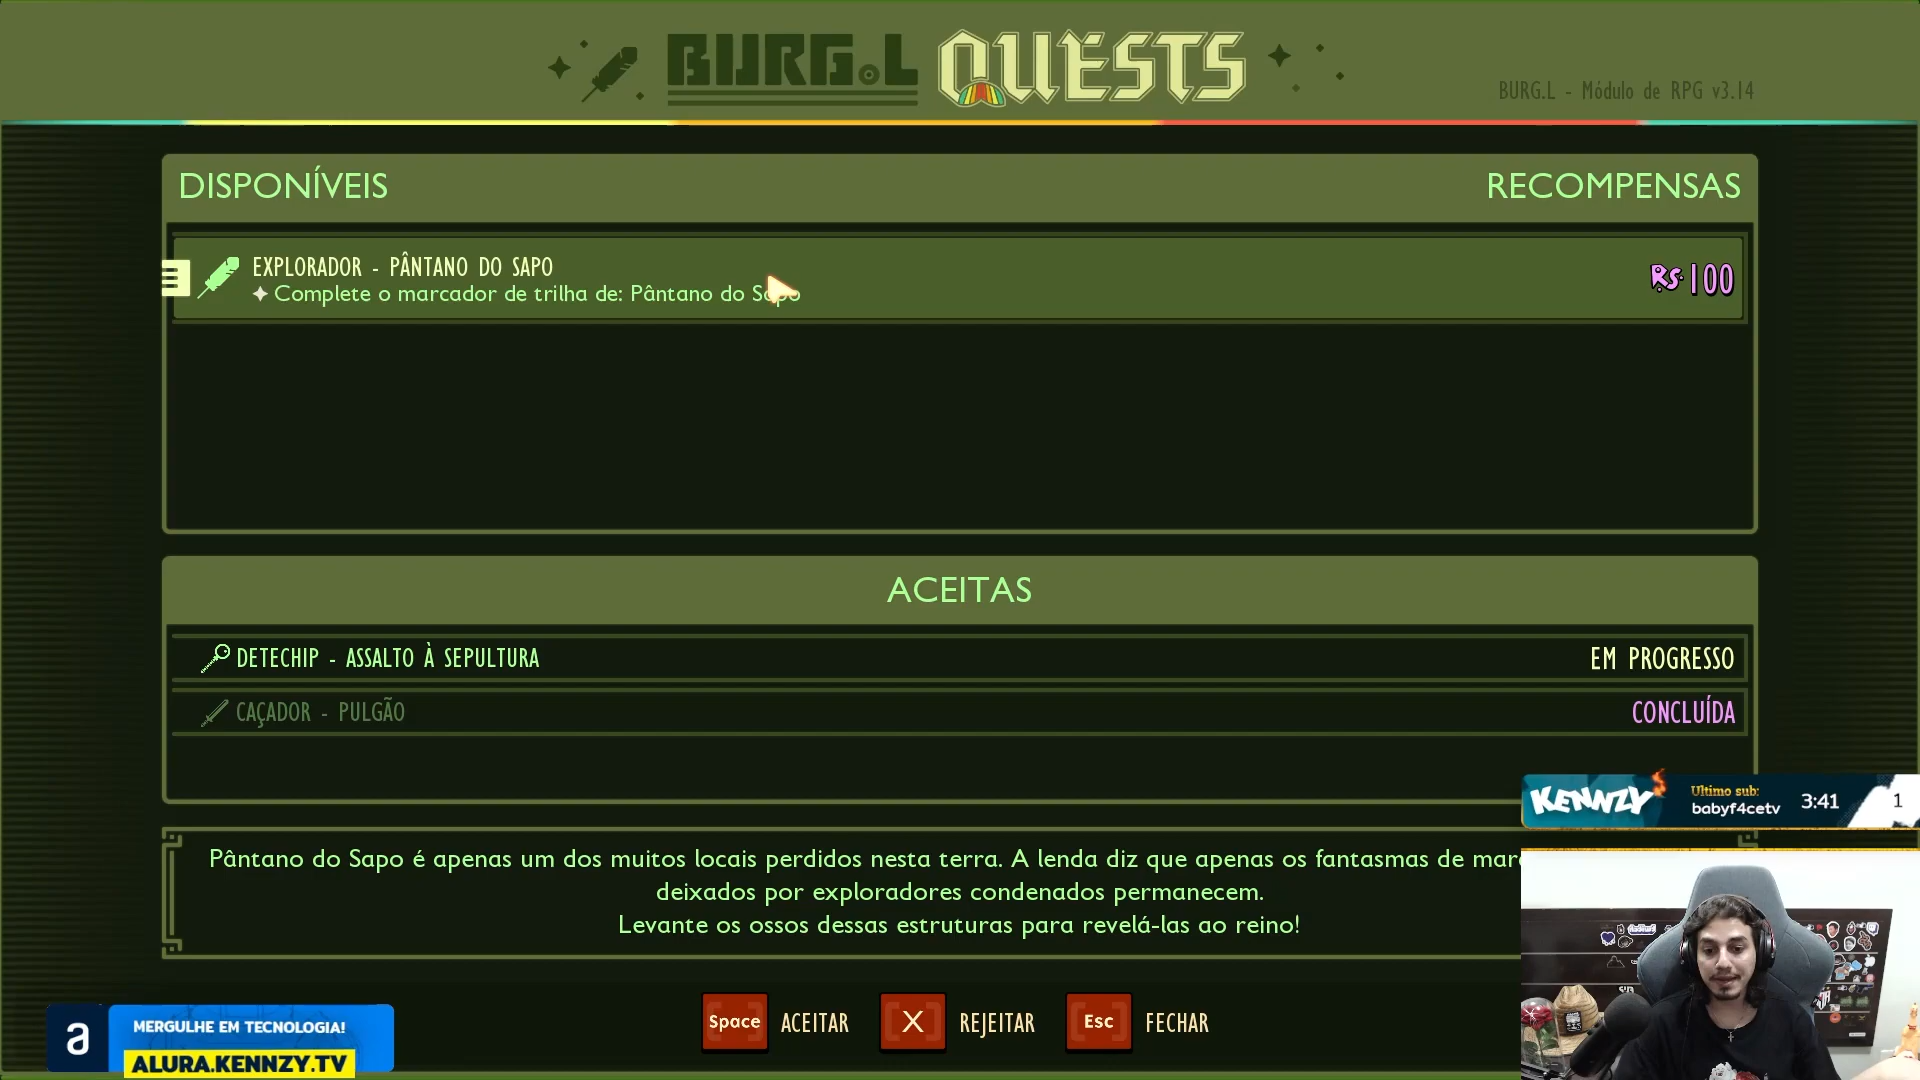 BURG.L QUESTS
BURG.L - Módulo de RPG v3.14
DISPONÍVEIS
RECOMPENSAS
EXPLORADOR - PÂNTANO DO SAPO
Complete o marcador de trilha de: Pântano do Sapo
RS 100
ACEITAS
DETECHIP - ASSALTO À SEPULTURA
EM PROGRESSO
CAÇADOR - PULGÃO
CONCLUÍDA
KENNZY
Ultimo sub:
babyf4cetv
3:41
1
Pântano do Sapo é apenas um dos muitos locais perdidos nesta terra. A lenda diz que apenas os fantasmas de
deixados por exploradores condenados permanecem.
Levante os ossos dessas estruturas para revelá-las ao reino!
Space ACEITAR
X REJEITAR
Esc FECHAR
a
MERGULHE EM TECNOLOGIA!
ALURA.KENNZY.TV